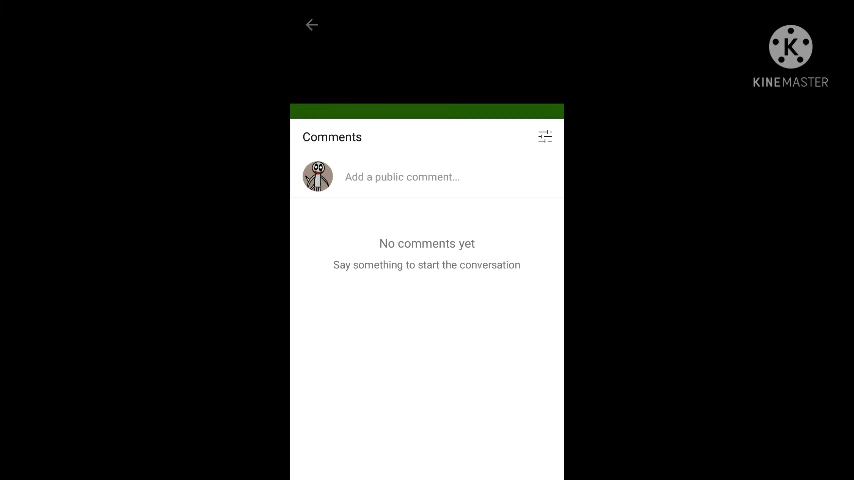 K
KINEMASTER
Comments
Add a public comment...
No comments yet
Say something to start the conversation